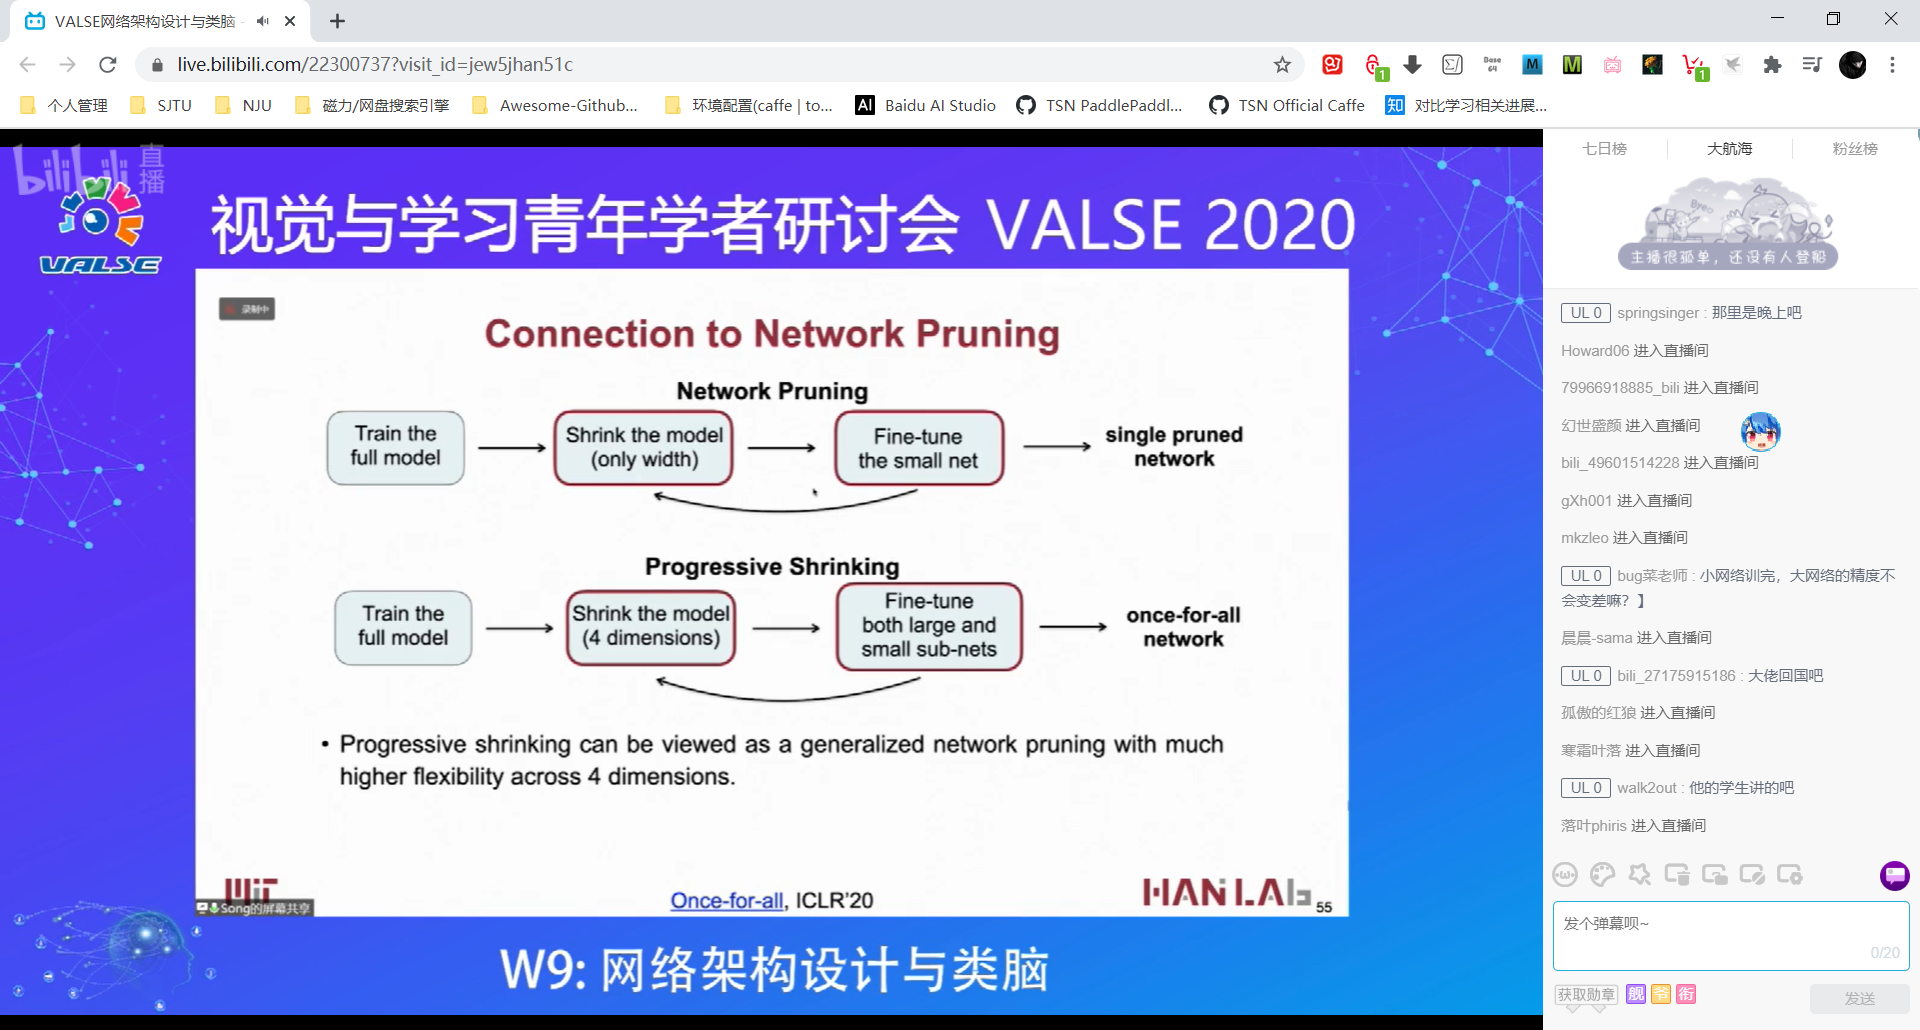 VALSE网络架构设计与类脑
live.bilibili.com/22300737?visit_id=jew5jhan51c
个人管理
SJTU
NJU
磁力/网盘搜索引擎
Awesome-Github...
环境配置(caffe | to...
Baidu AI Studio
TSN PaddlePaddl...
TSN Official Caffe
知
对比学习相关进展...
bilibili 直播
VALSE
视觉与学习青年学者研讨会 VALSE 2020
录制中
Connection to Network Pruning
Network Pruning
Train the
full model
Shrink the model
(only width)
Fine-tune
the small net
single pruned
network
Progressive Shrinking
Train the
full model
Shrink the model
(4 dimensions)
Fine-tune
both large and
small sub-nets
once-for-all
network
• Progressive shrinking can be viewed as a generalized network pruning with much
higher flexibility across 4 dimensions.
MIT
Song的屏幕共享
Once-for-all, ICLR'20
HAN LAB
55
W9: 网络架构设计与类脑
七日榜
大航海
粉丝榜
主播很孤单，还没有人登船
UL 0 springsinger : 那里是晚上吧
Howard06 进入直播间
79966918885_bili 进入直播间
幻世盛颜 进入直播间
bili_49601514228 进入直播间
gXh001 进入直播间
mkzleo 进入直播间
UL 0 bug菜老师 : 小网络训完，大网络的精度不
会变差嘛？】
晨晨-sama 进入直播间
UL 0 bili_27175915186 : 大佬回国吧
孤傲的红狼 进入直播间
寒霜叶落 进入直播间
UL 0 walk2out : 他的学生讲的吧
落叶phiris 进入直播间
发个弹幕呗~
0/20
获取勋章
舰
爷
衔
发送